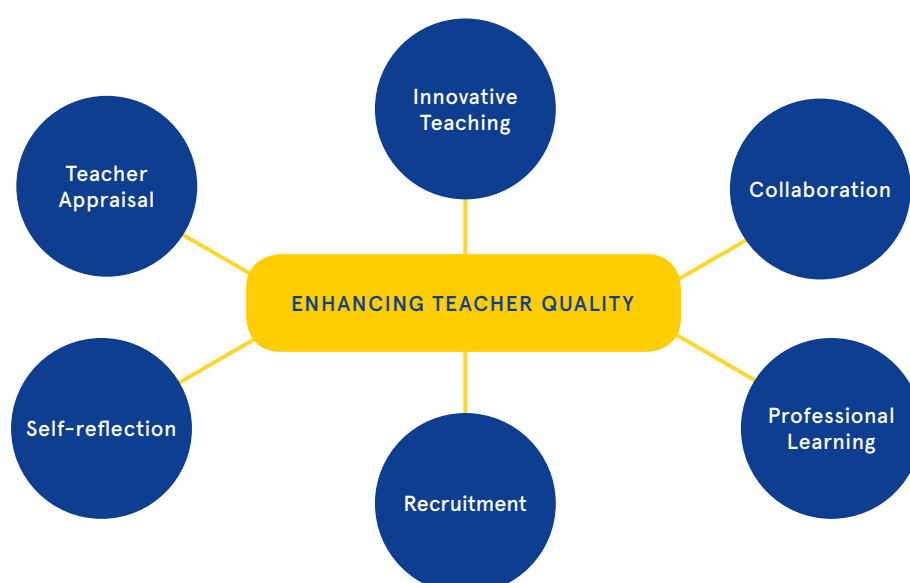 Innovative
Teaching
Teacher
Appraisal
Collaboration
ENHANCING TEACHER QUALITY
Self-reflection
Professional
Learning
Recruitment